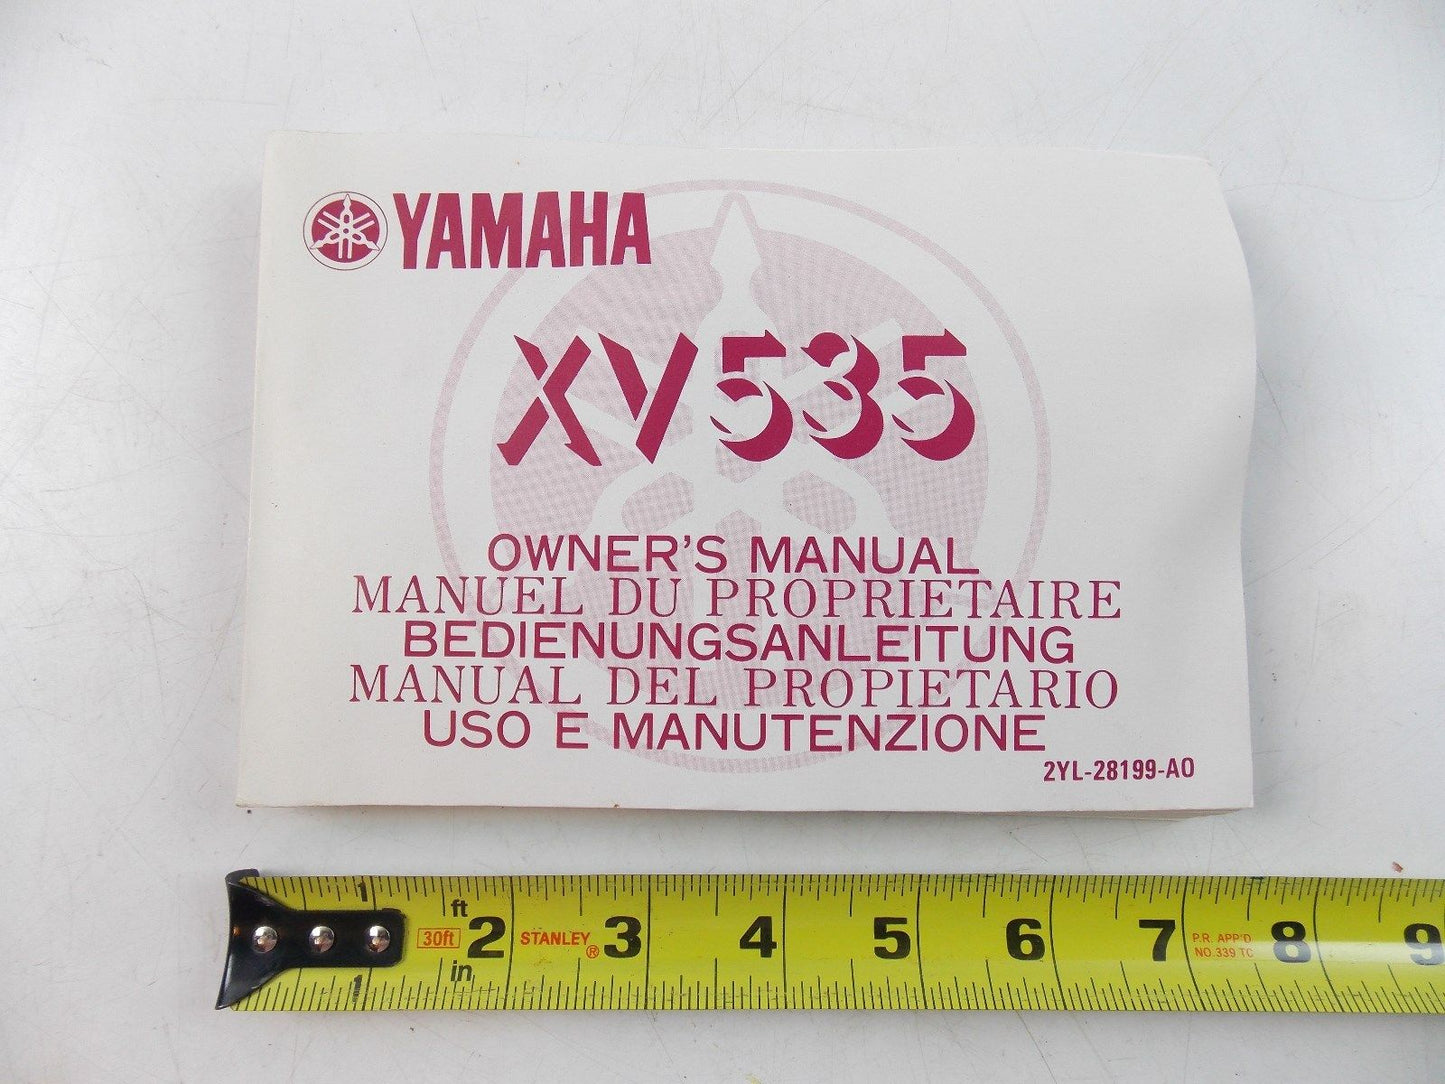 YAMAHA
XV535
OWNER'S MANUAL
MANUEL DU PROPRIETAIRE
BEDIENUNGSANLEITUNG
MANUAL DEL PROPIETARIO
USO E MANUTENZIONE
2YL-28199-A0
1 ft 2 3 4 5 6 7 8 9
30ft STANLEY® P.R. APP'D
NO.339 TC
1 in